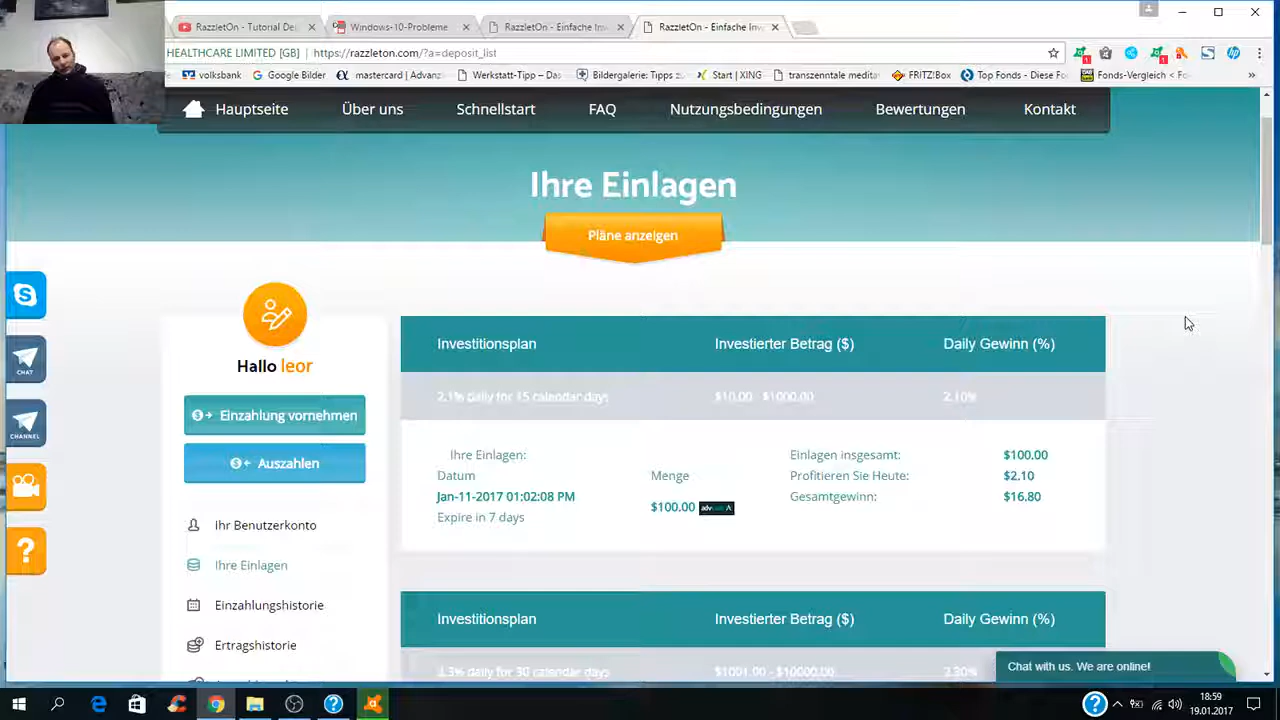 RazzletOn - Tutorial De
Windows-10-Probleme
RazzletOn - Einfache Inve
RazzletOn - Einfache Inve
HEALTHCARE LIMITED [GB]
https://razzleton.com/?a=deposit_list
volksbank
Google Bilder
mastercard | Advanz
Werkstatt-Tipp – Das
Bildergalerie: Tipps zu
Start | XING
transzentale medita
FRITZ!Box
Top Fonds - Diese Fo
Fonds-Vergleich < Fo
Hauptseite
Über uns
Schnellstart
FAQ
Nutzungsbedingungen
Bewertungen
Kontakt
Ihre Einlagen
Pläne anzeigen
CHAT
CHANNEL
Hallo leor
Einzahlung vornehmen
Auszahlen
Ihr Benutzerkonto
Ihre Einlagen
Einzahlungshistorie
Ertragshistorie
Investitionsplan
Investierter Betrag ($)
Daily Gewinn (%)
2.1% daily for 15 calendar days
$10.00 - $1000.00
2.10%
Ihre Einlagen:
Datum
Menge
Jan-11-2017 01:02:08 PM
$100.00
Expire in 7 days
Einlagen insgesamt:
$100.00
Profitieren Sie Heute:
$2.10
Gesamtgewinn:
$16.80
Investitionsplan
Investierter Betrag ($)
Daily Gewinn (%)
2.3% daily for 30 calendar days
$1001.00 - $10000.00
2.30%
Chat with us. We are online!
18:59
19.01.2017